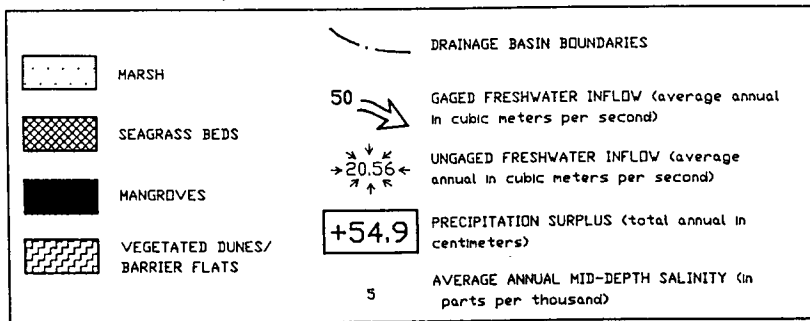 MARSH
SEAGRASS BEDS
MANGROVES
VEGETATED DUNES/
BARRIER FLATS
DRAINAGE BASIN BOUNDARIES
50
GAGED FRESHWATER INFLOW (average annual
in cubic meters per second)
20.56
UNGAGED FRESHWATER INFLOW (average
annual in cubic meters per second)
+54.9
PRECIPITATION SURPLUS (total annual in
centimeters)
5
AVERAGE ANNUAL MID-DEPTH SALINITY (in
parts per thousand)